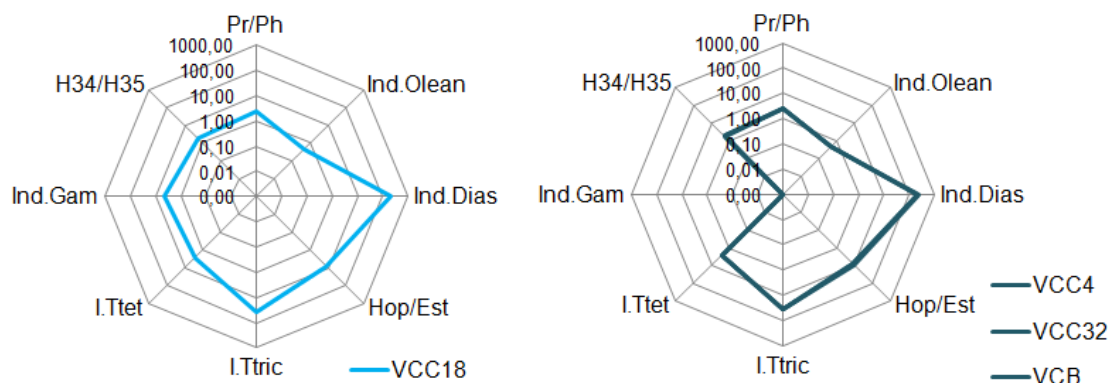 Pr/Ph
1000,00
100,00
10,00
1,00
0,10
0,01
0,00
H34/H35
Ind.Olean
Ind.Gam
Ind.Dias
I.Ttet
Hop/Est
I.Ttric
VCC18
Pr/Ph
1000,00
100,00
10,00
1,00
0,10
0,01
0,00
H34/H35
Ind.Olean
Ind.Gam
Ind.Dias
I.Ttet
Hop/Est
I.Ttric
VCC4
VCC32
VCB